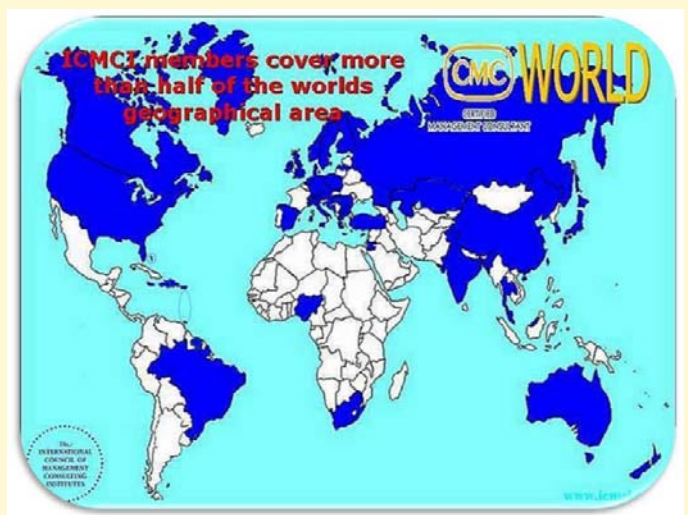 ICMCI members cover more
than half of the worlds
geographical area
CMC WORLD
CERTIFIED
MANAGEMENT CONSULTANT
The
INTERNATIONAL
COUNCIL OF
MANAGEMENT
CONSULTING
INSTITUTES